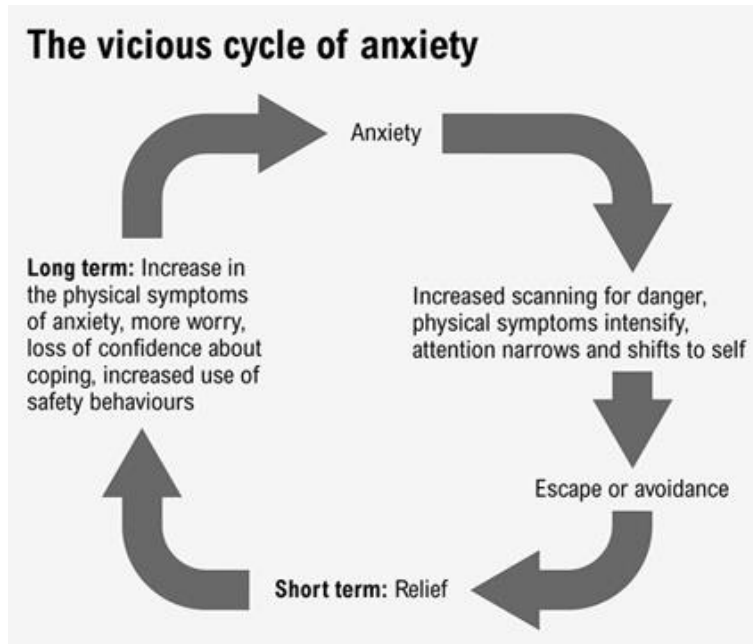 The vicious cycle of anxiety
Anxiety
Increased scanning for danger,
physical symptoms intensify,
attention narrows and shifts to self
Escape or avoidance
Short term: Relief
Long term: Increase in
the physical symptoms
of anxiety, more worry,
loss of confidence about
coping, increased use of
safety behaviours